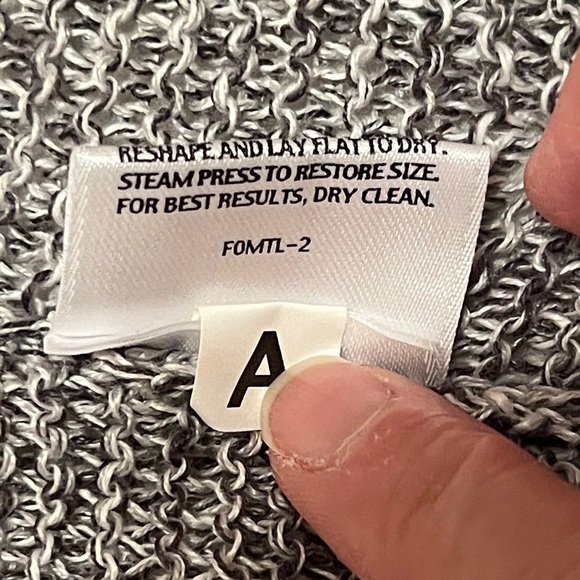 RESHAPE AND LAY FLAT TO DRY.
STEAM PRESS TO RESTORE SIZE.
FOR BEST RESULTS, DRY CLEAN.
F0MTL-2
A